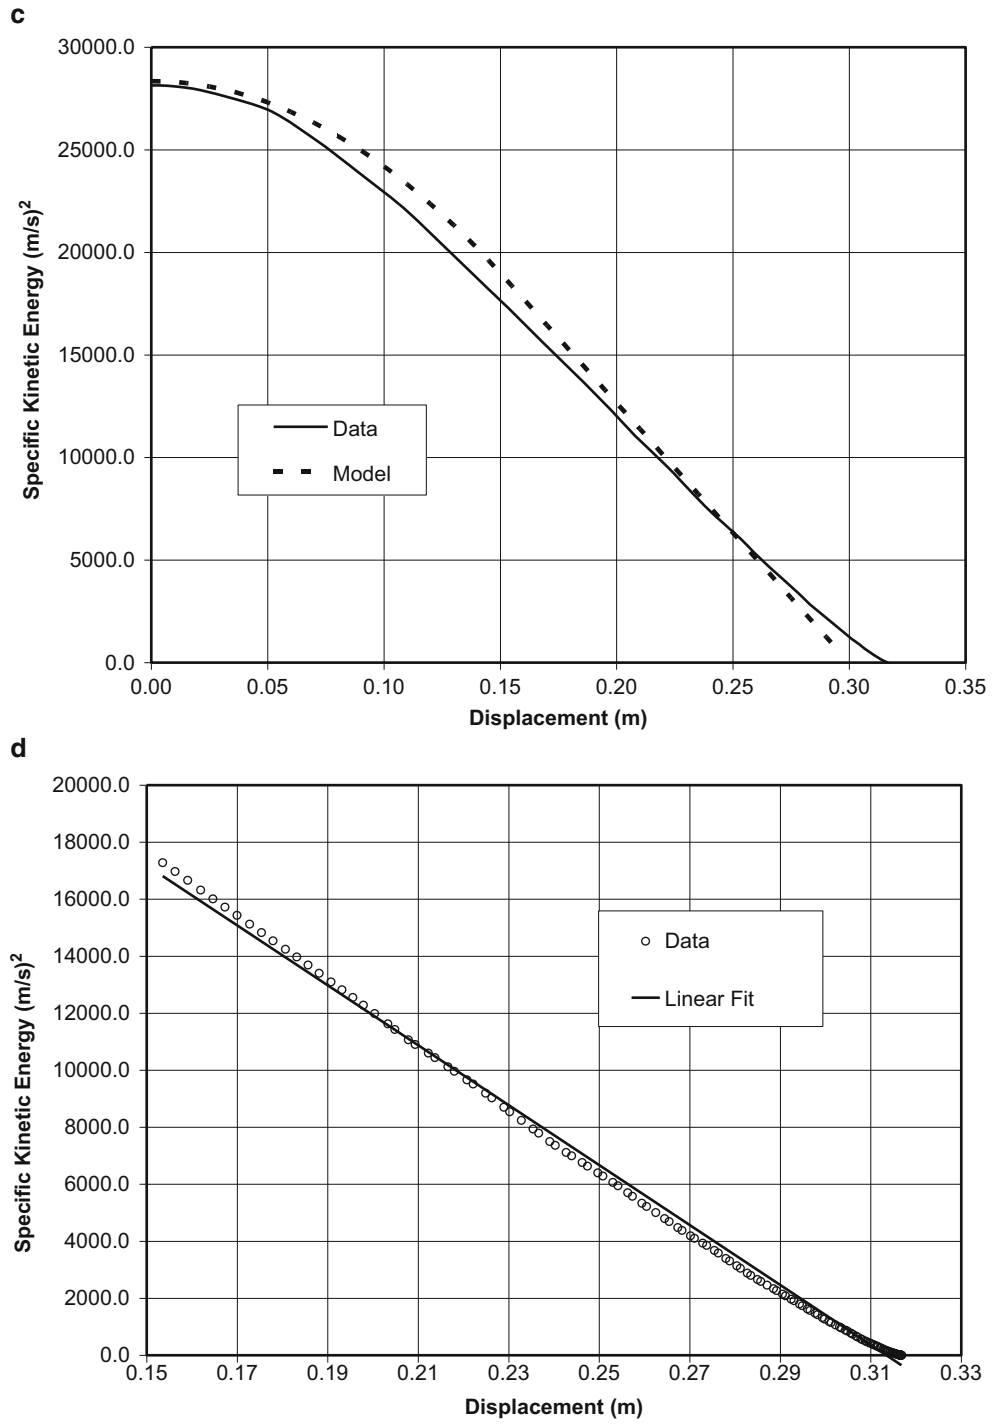 c
30000.0
25000.0
20000.0
15000.0
10000.0
5000.0
0.0
Specific Kinetic Energy (m/s)²
Data
Model
0.00 0.05 0.10 0.15 0.20 0.25 0.30 0.35
Displacement (m)
d
20000.0
18000.0
16000.0
14000.0
12000.0
10000.0
8000.0
6000.0
4000.0
2000.0
0.0
Specific Kinetic Energy (m/s)²
Data
Linear Fit
0.15 0.17 0.19 0.21 0.23 0.25 0.27 0.29 0.31 0.33
Displacement (m)